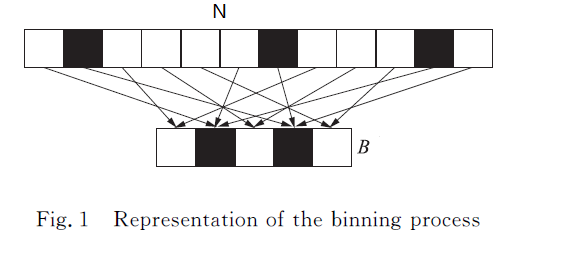 N
B
Fig. 1 Representation of the binning process